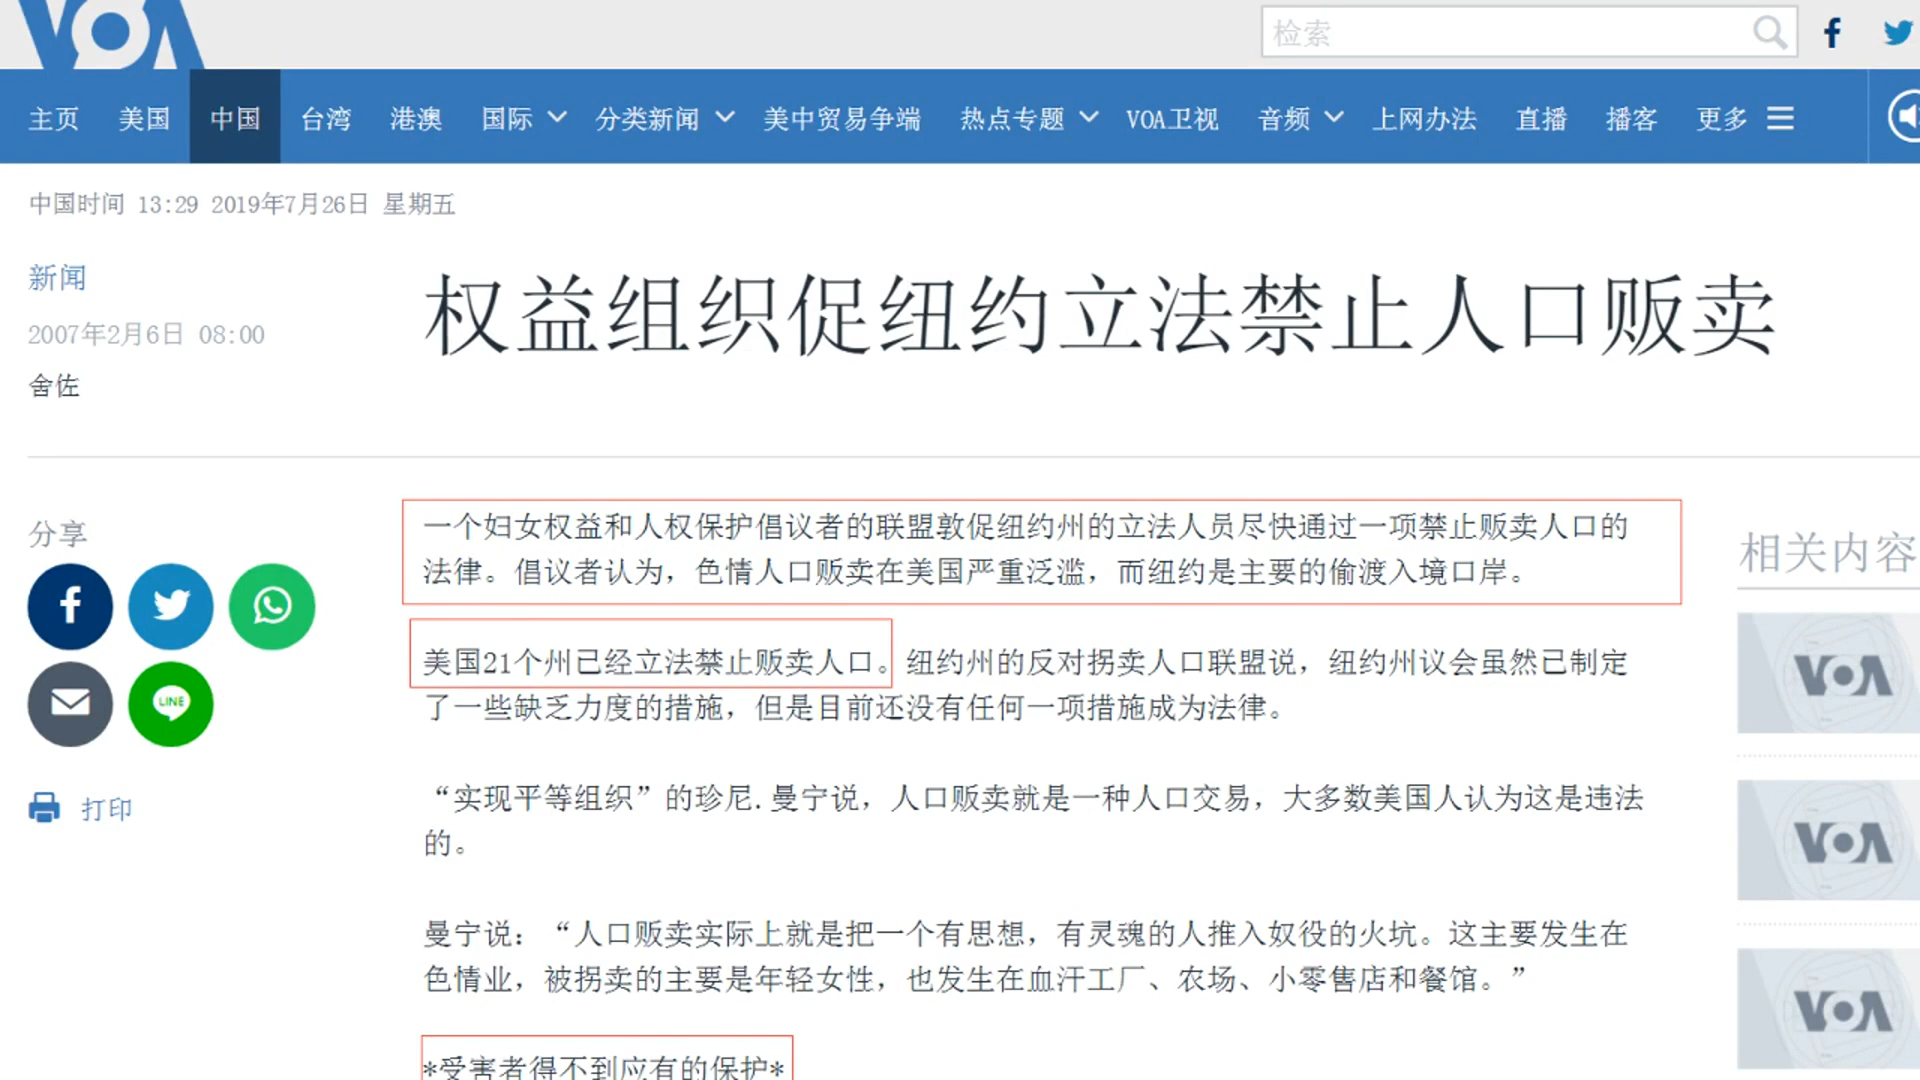 VOA
检索
主页 美国 中国 台湾 港澳 国际 分类新闻 美中贸易争端 热点专题 VOA卫视 音频 上网办法 直播 播客 更多
中国时间 13:29 2019年7月26日 星期五
新闻
2007年2月6日 08:00
舍佐
权益组织促纽约立法禁止人口贩卖
分享
LINE
打印
一个妇女权益和人权保护倡议者的联盟敦促纽约州的立法人员尽快通过一项禁止贩卖人口的
法律。倡议者认为，色情人口贩卖在美国严重泛滥，而纽约是主要的偷渡入境口岸。
美国21个州已经立法禁止贩卖人口。纽约州的反对拐卖人口联盟说，纽约州议会虽然已制定
了一些缺乏力度的措施，但是目前还没有任何一项措施成为法律。
“实现平等组织”的珍尼.曼宁说，人口贩卖就是一种人口交易，大多数美国人认为这是违法
的。
曼宁说：“人口贩卖实际上就是把一个有思想，有灵魂的人推入奴役的火坑。这主要发生在
色情业，被拐卖的主要是年轻女性，也发生在血汗工厂、农场、小零售店和餐馆。”
*受害者得不到应有的保护*
相关内容
VOA
VOA
VOA